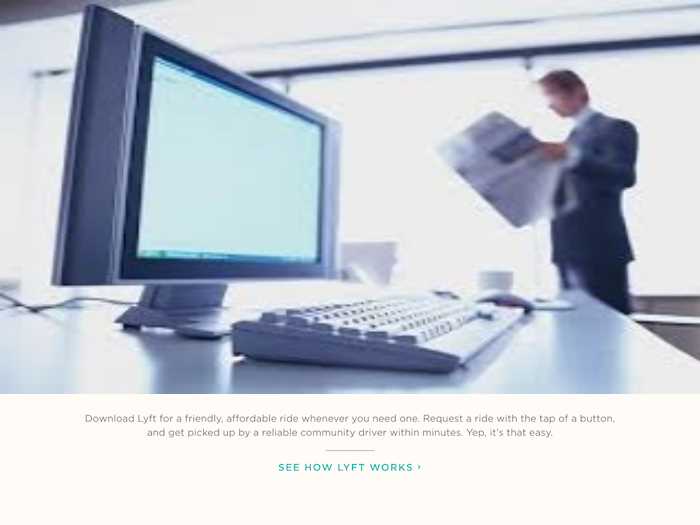 Download Lyft for a friendly, affordable ride whenever you need one. Request a ride with the tap of a button,
and get picked up by a reliable community driver within minutes. Yep, it's that easy.
SEE HOW LYFT WORKS ›